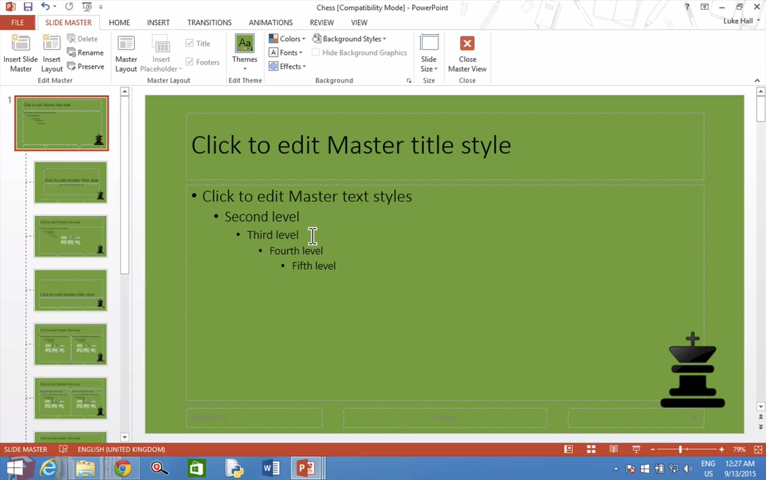 Chess [Compatibility Mode] - PowerPoint
FILE SLIDE MASTER HOME INSERT TRANSITIONS ANIMATIONS REVIEW VIEW Luke Hall
Insert Slide Master
Insert Layout
Delete
Rename
Preserve
Edit Master
Master Layout
Insert Placeholder
Title
Footers
Master Layout
Themes
Edit Theme
Colors
Fonts
Effects
Background Styles
Hide Background Graphics
Background
Slide Size
Size
Close Master View
Close
1
Click to edit Master title style
• Click to edit Master text styles
• Second level
• Third level
• Fourth level
• Fifth level
SLIDE MASTER ENGLISH (UNITED KINGDOM) 79%
ENG
US
12:27 AM
9/13/2015